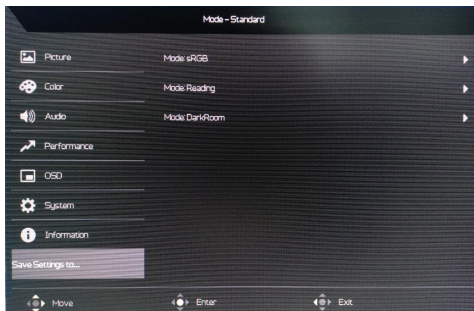 Mode - Standard
Picture
Mode:sRGB
Color
Mode:Reading
Audio
Mode:DarkRoom
Performance
OSD
System
Information
Save Settings to...
Move
Enter
Exit